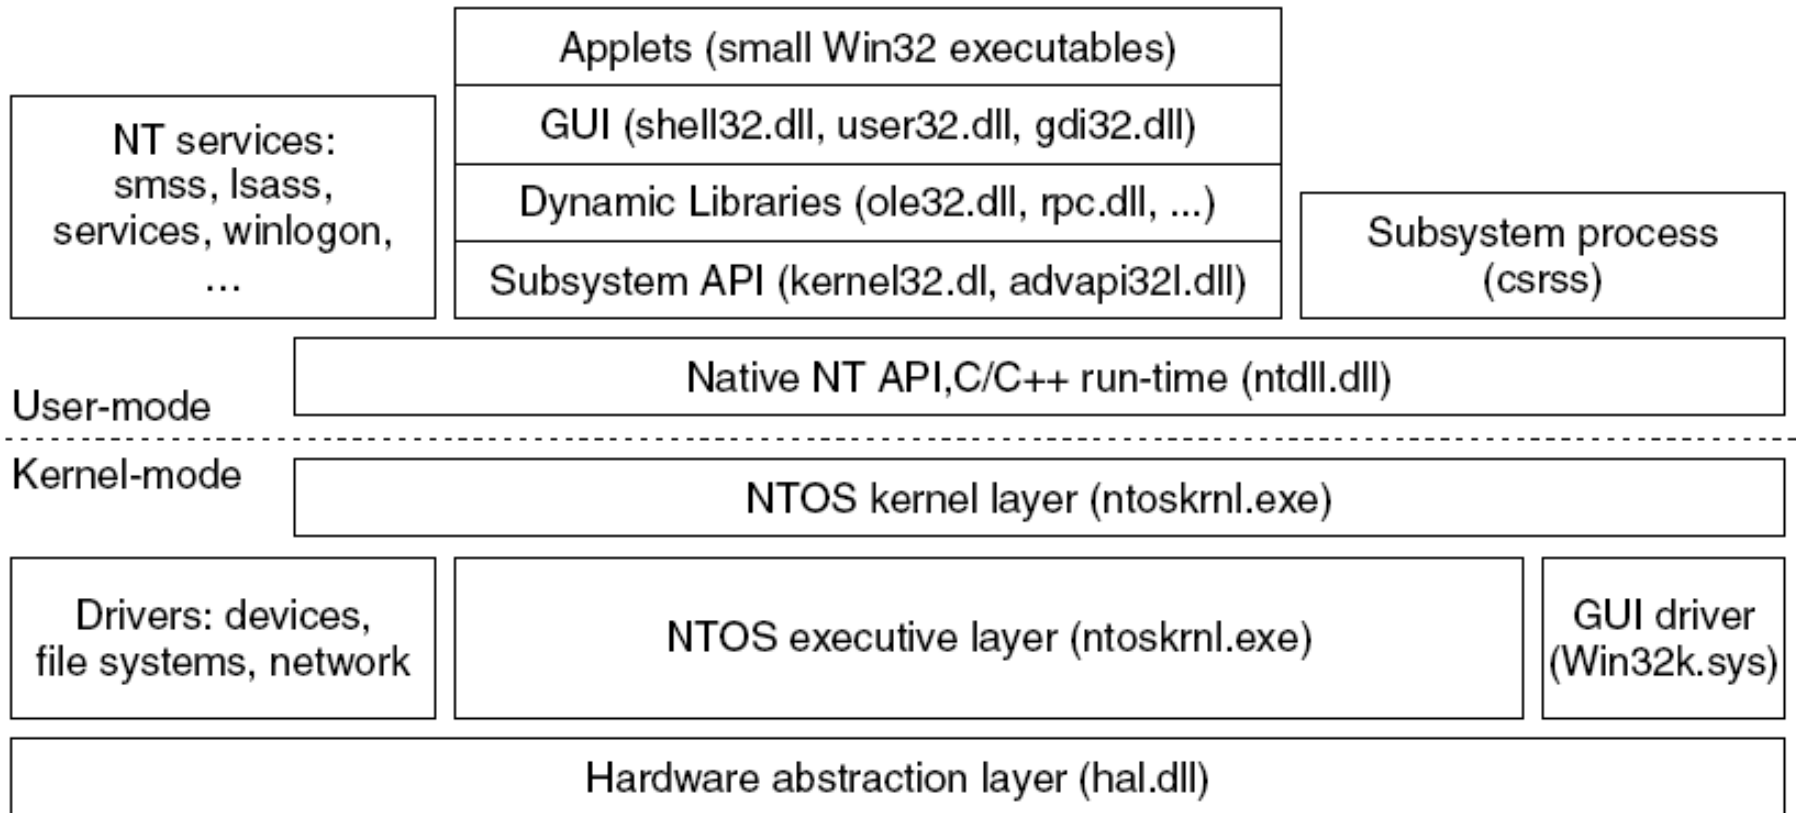 Applets (small Win32 executables)
GUI (shell32.dll, user32.dll, gdi32.dll)
Dynamic Libraries (ole32.dll, rpc.dll, ...)
Subsystem API (kernel32.dl, advapi32l.dll)
NT services:
smss, lsass,
services, winlogon,
...
Subsystem process
(csrss)
Native NT API,C/C++ run-time (ntdll.dll)
User-mode
Kernel-mode
NTOS kernel layer (ntoskrnl.exe)
Drivers: devices,
file systems, network
NTOS executive layer (ntoskrnl.exe)
GUI driver
(Win32k.sys)
Hardware abstraction layer (hal.dll)